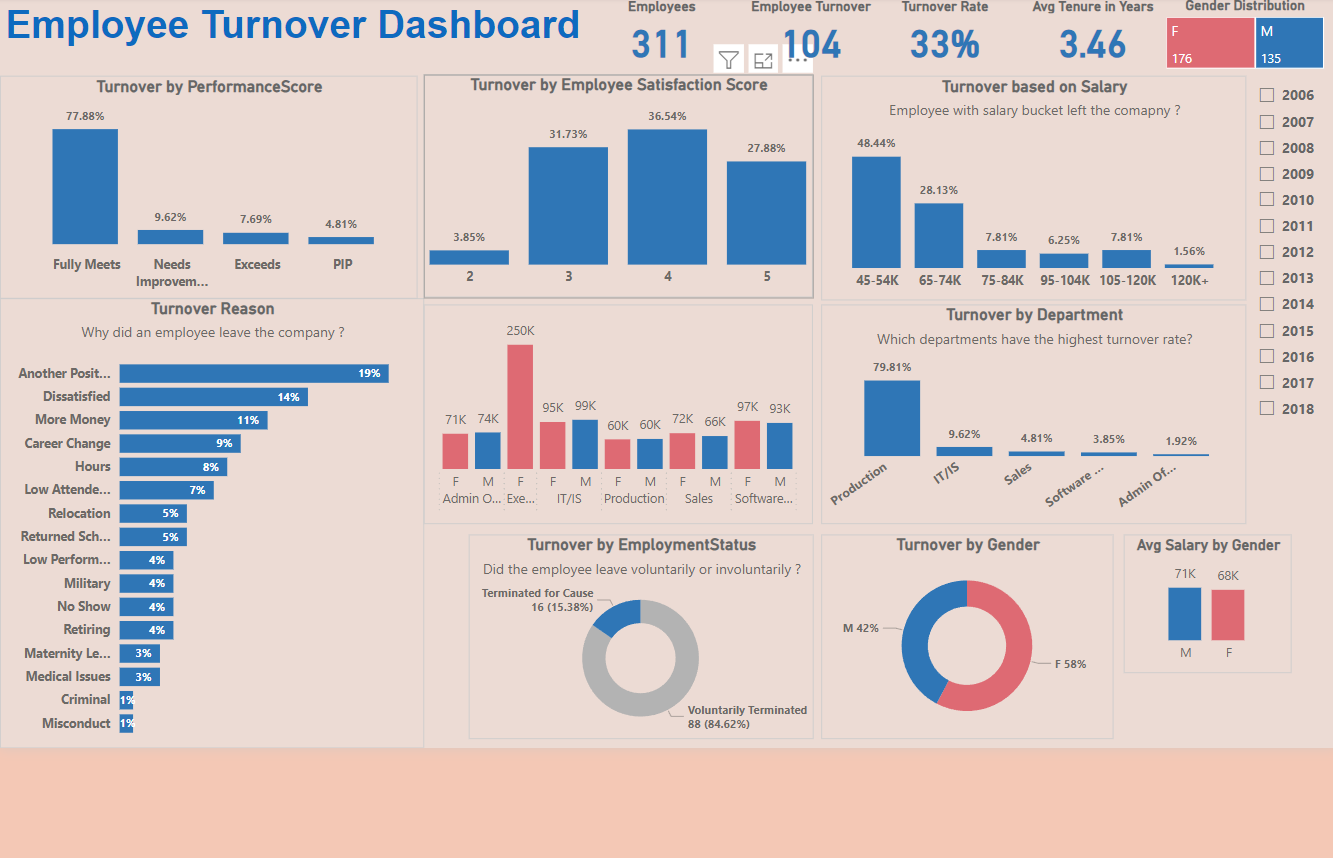 Employee Turnover Dashboard
Employees
311
Employee Turnover
104
Turnover Rate
33%
Avg Tenure in Years
3.46
Gender Distribution
F
176
M
135
Turnover by PerformanceScore
77.88%
9.62%
7.69%
4.81%
Fully Meets
Needs
Improvem...
Exceeds
PIP
Turnover by Employee Satisfaction Score
3.85%
31.73%
36.54%
27.88%
2
3
4
5
Turnover based on Salary
Employee with salary bucket left the comapny ?
48.44%
28.13%
7.81%
6.25%
7.81%
1.56%
45-54K
65-74K
75-84K
95-104K
105-120K
120K+
2006
2007
2008
2009
2010
2011
2012
2013
2014
2015
2016
2017
2018
Turnover Reason
Why did an employee leave the company ?
Another Posit... 19%
Dissatisfied 14%
More Money 11%
Career Change 9%
Hours 8%
Low Attende... 7%
Relocation 5%
Returned Sch... 5%
Low Perform... 4%
Military 4%
No Show 4%
Retiring 4%
Maternity Le... 3%
Medical Issues 3%
Criminal 1%
Misconduct 1%
71K
74K
250K
95K
99K
60K
60K
72K
66K
97K
93K
F M F F M F M F M F M
Admin O...
Exe...
IT/IS
Production
Sales
Software...
Turnover by Department
Which departments have the highest turnover rate?
79.81%
9.62%
4.81%
3.85%
1.92%
Production
IT/IS
Sales
Software ...
Admin Of...
Turnover by EmploymentStatus
Did the employee leave voluntarily or involuntarily ?
Terminated for Cause
16 (15.38%)
Voluntarily Terminated
88 (84.62%)
Turnover by Gender
M 42%
F 58%
Avg Salary by Gender
71K
68K
M
F